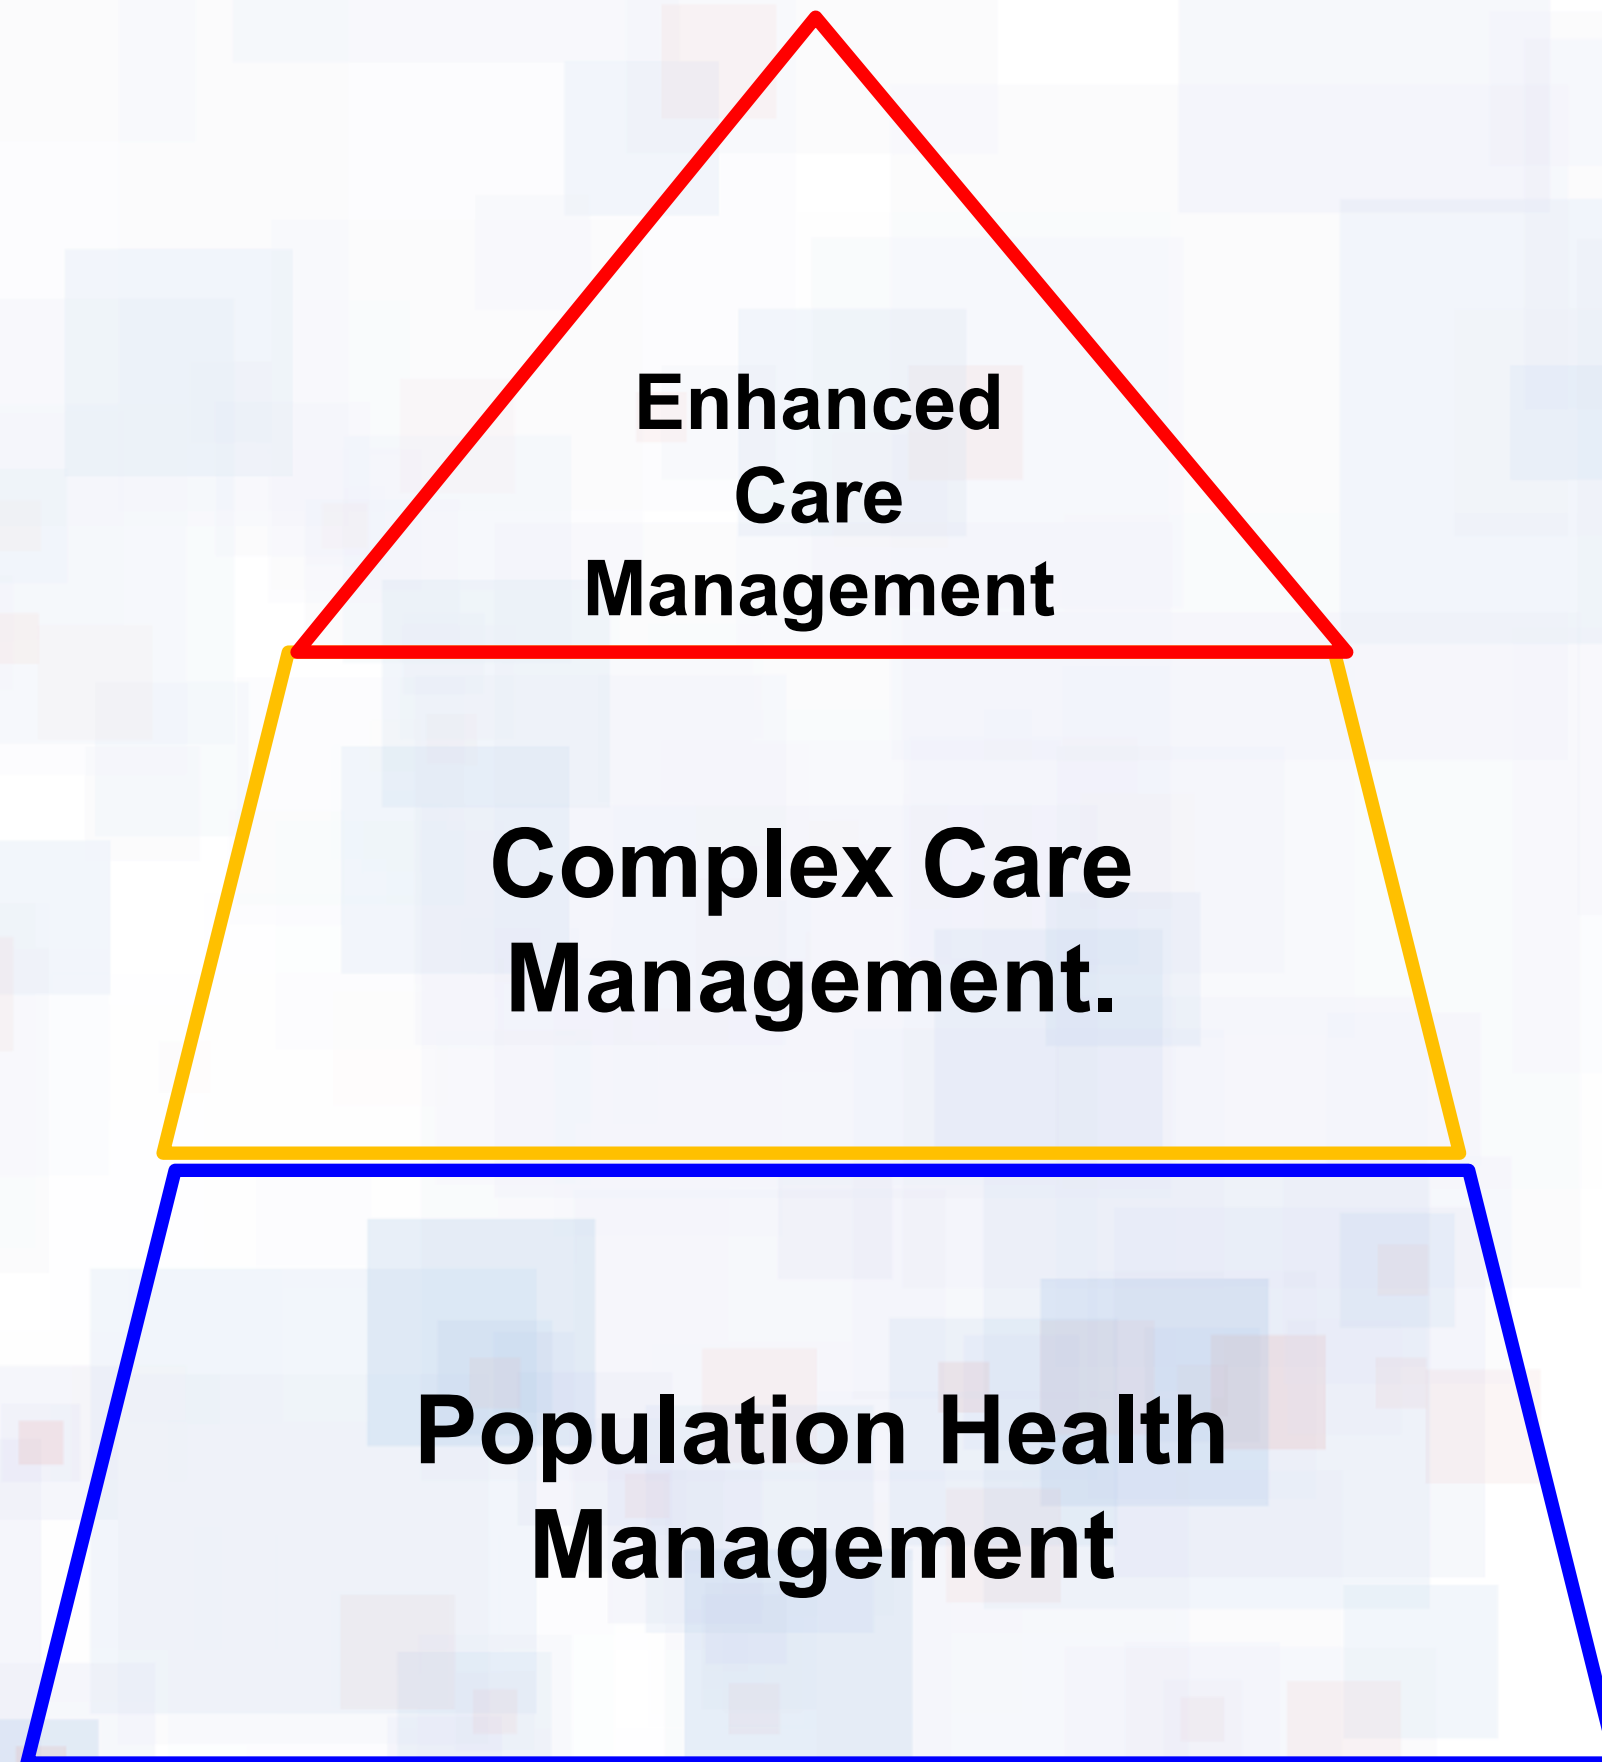 Enhanced
Care
Management
Complex Care
Management.
Population Health
Management